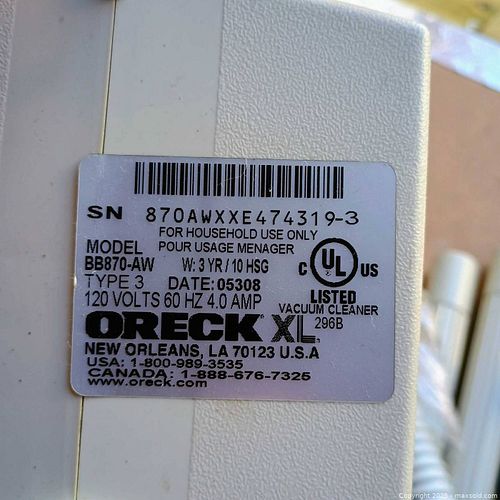 SN 870AWXXE474319-3
FOR HOUSEHOLD USE ONLY
POUR USAGE MENAGER
MODEL
BB870-AW W: 3 YR / 10 HSG
TYPE 3 DATE: 05308
120 VOLTS 60 HZ 4.0 AMP
C UL US
LISTED
VACUUM CLEANER
296B
ORECK XL
NEW ORLEANS, LA 70123 U.S.A
USA: 1-800-989-3535
CANADA: 1-888-676-7325
www.oreck.com